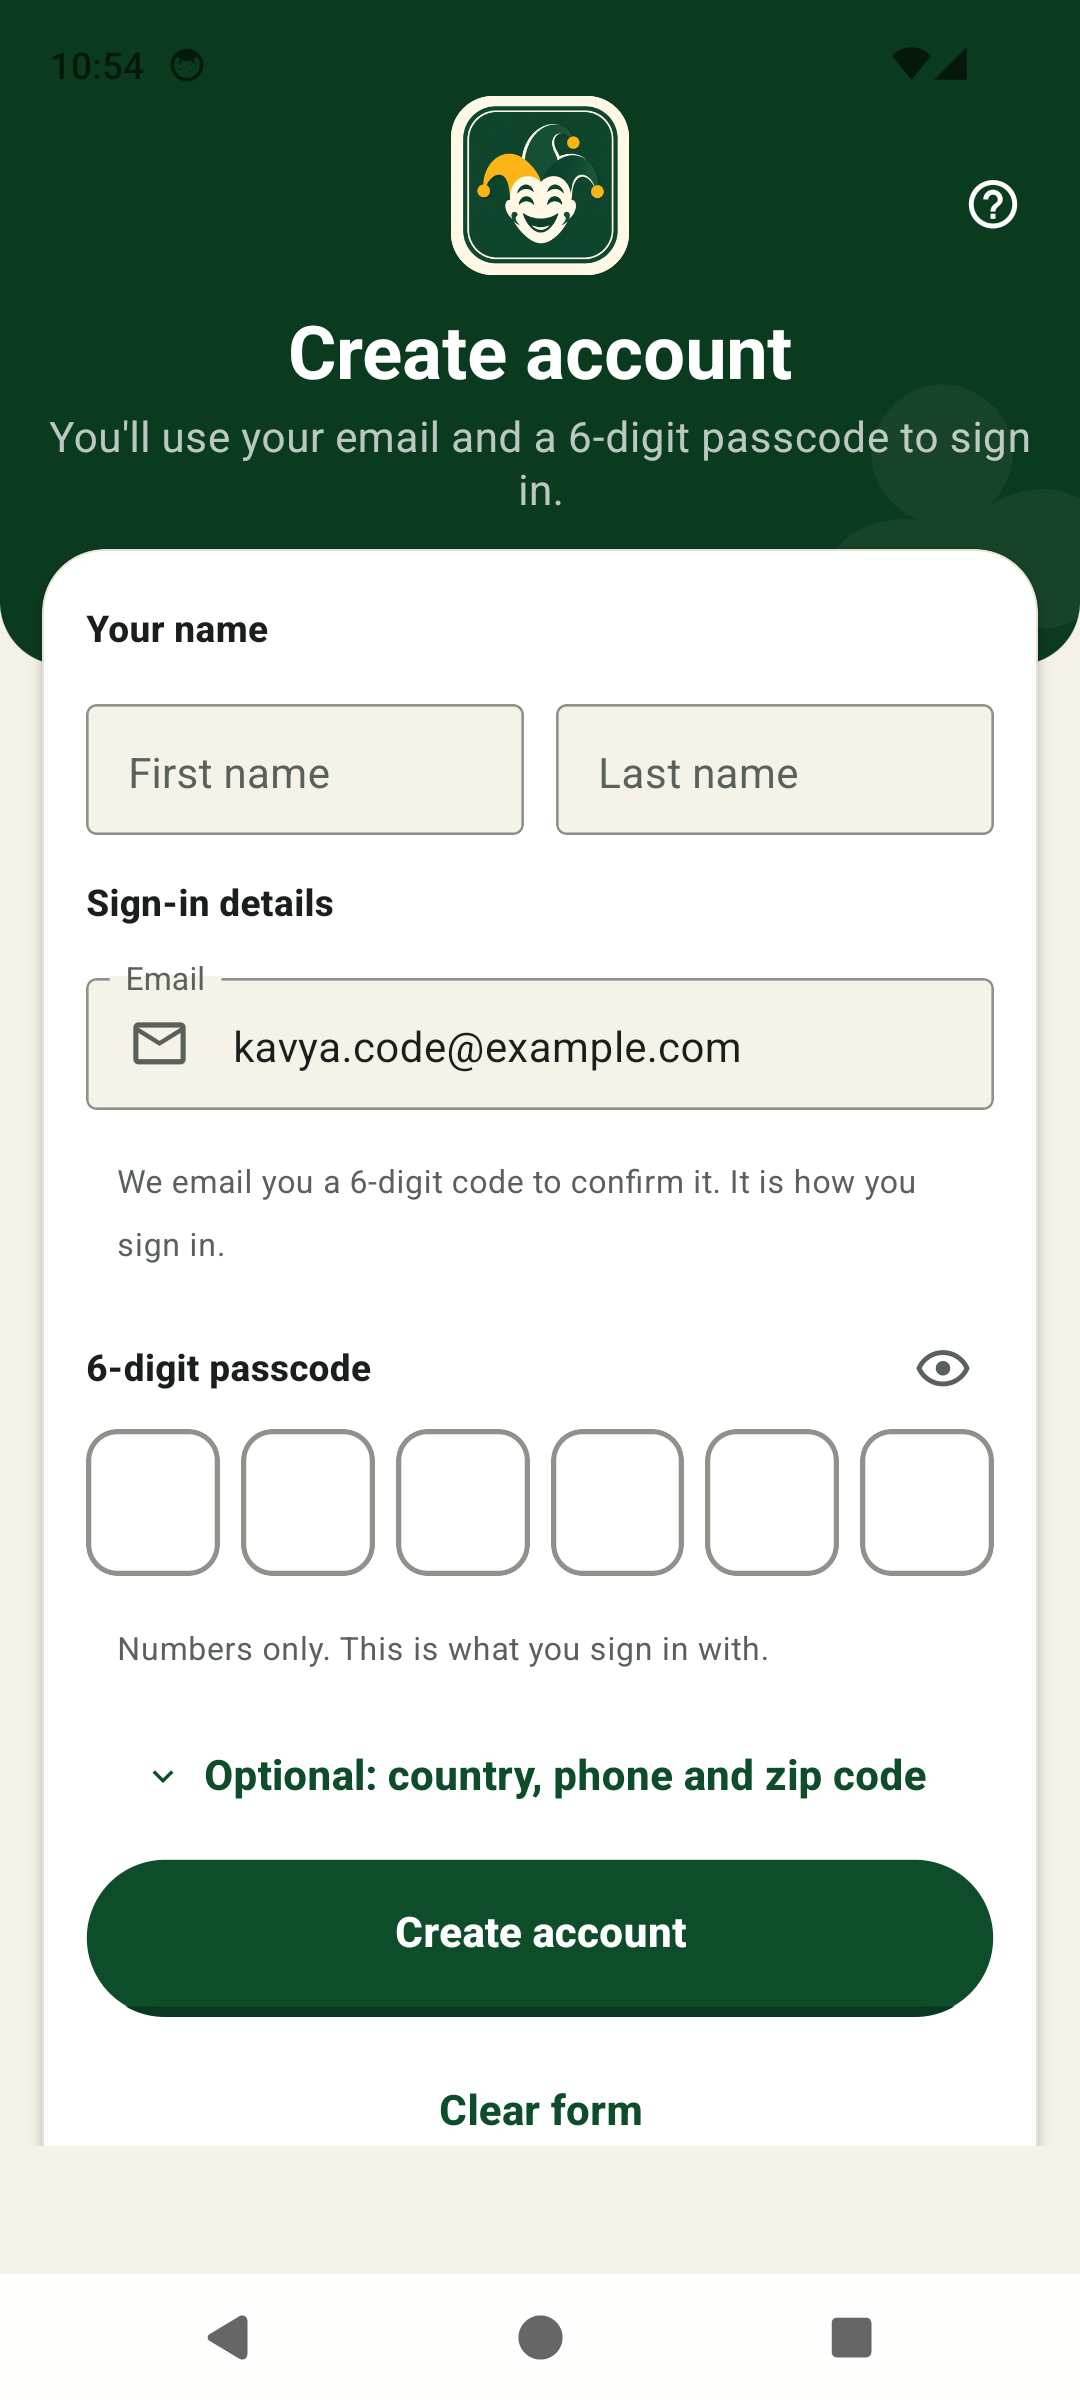 10:54
Create account
You'll use your email and a 6-digit passcode to sign
in.
Your name
First name
Last name
Sign-in details
Email
kavya.code@example.com
We email you a 6-digit code to confirm it. It is how you
sign in.
6-digit passcode
Numbers only. This is what you sign in with.
Optional: country, phone and zip code
Create account
Clear form